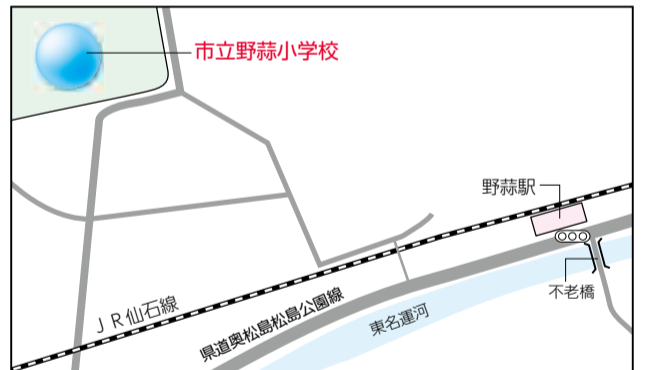 市立野蒜小学校
野蒜駅
不老橋
JR仙石線
県道奥松島松島公園線
東名運河